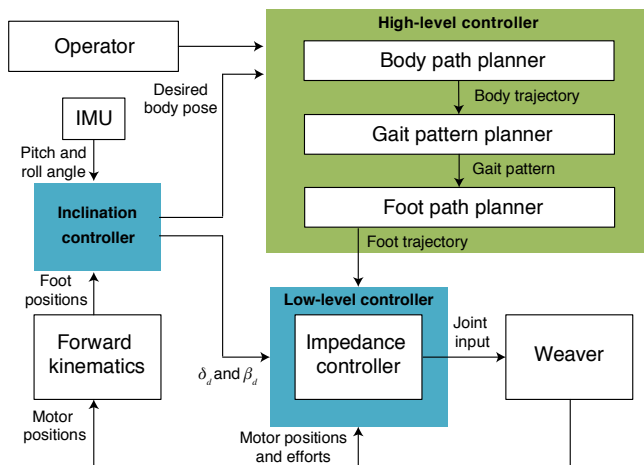 High-level controller
Operator
Body path planner
Desired
body pose
Body trajectory
IMU
Gait pattern planner
Pitch and
roll angle
Gait pattern
Inclination
controller
Foot path planner
Foot trajectory
Foot
positions
Low-level controller
Forward
kinematics
Impedance
controller
Joint
input
Weaver
δd and βd
Motor
positions
Motor positions
and efforts